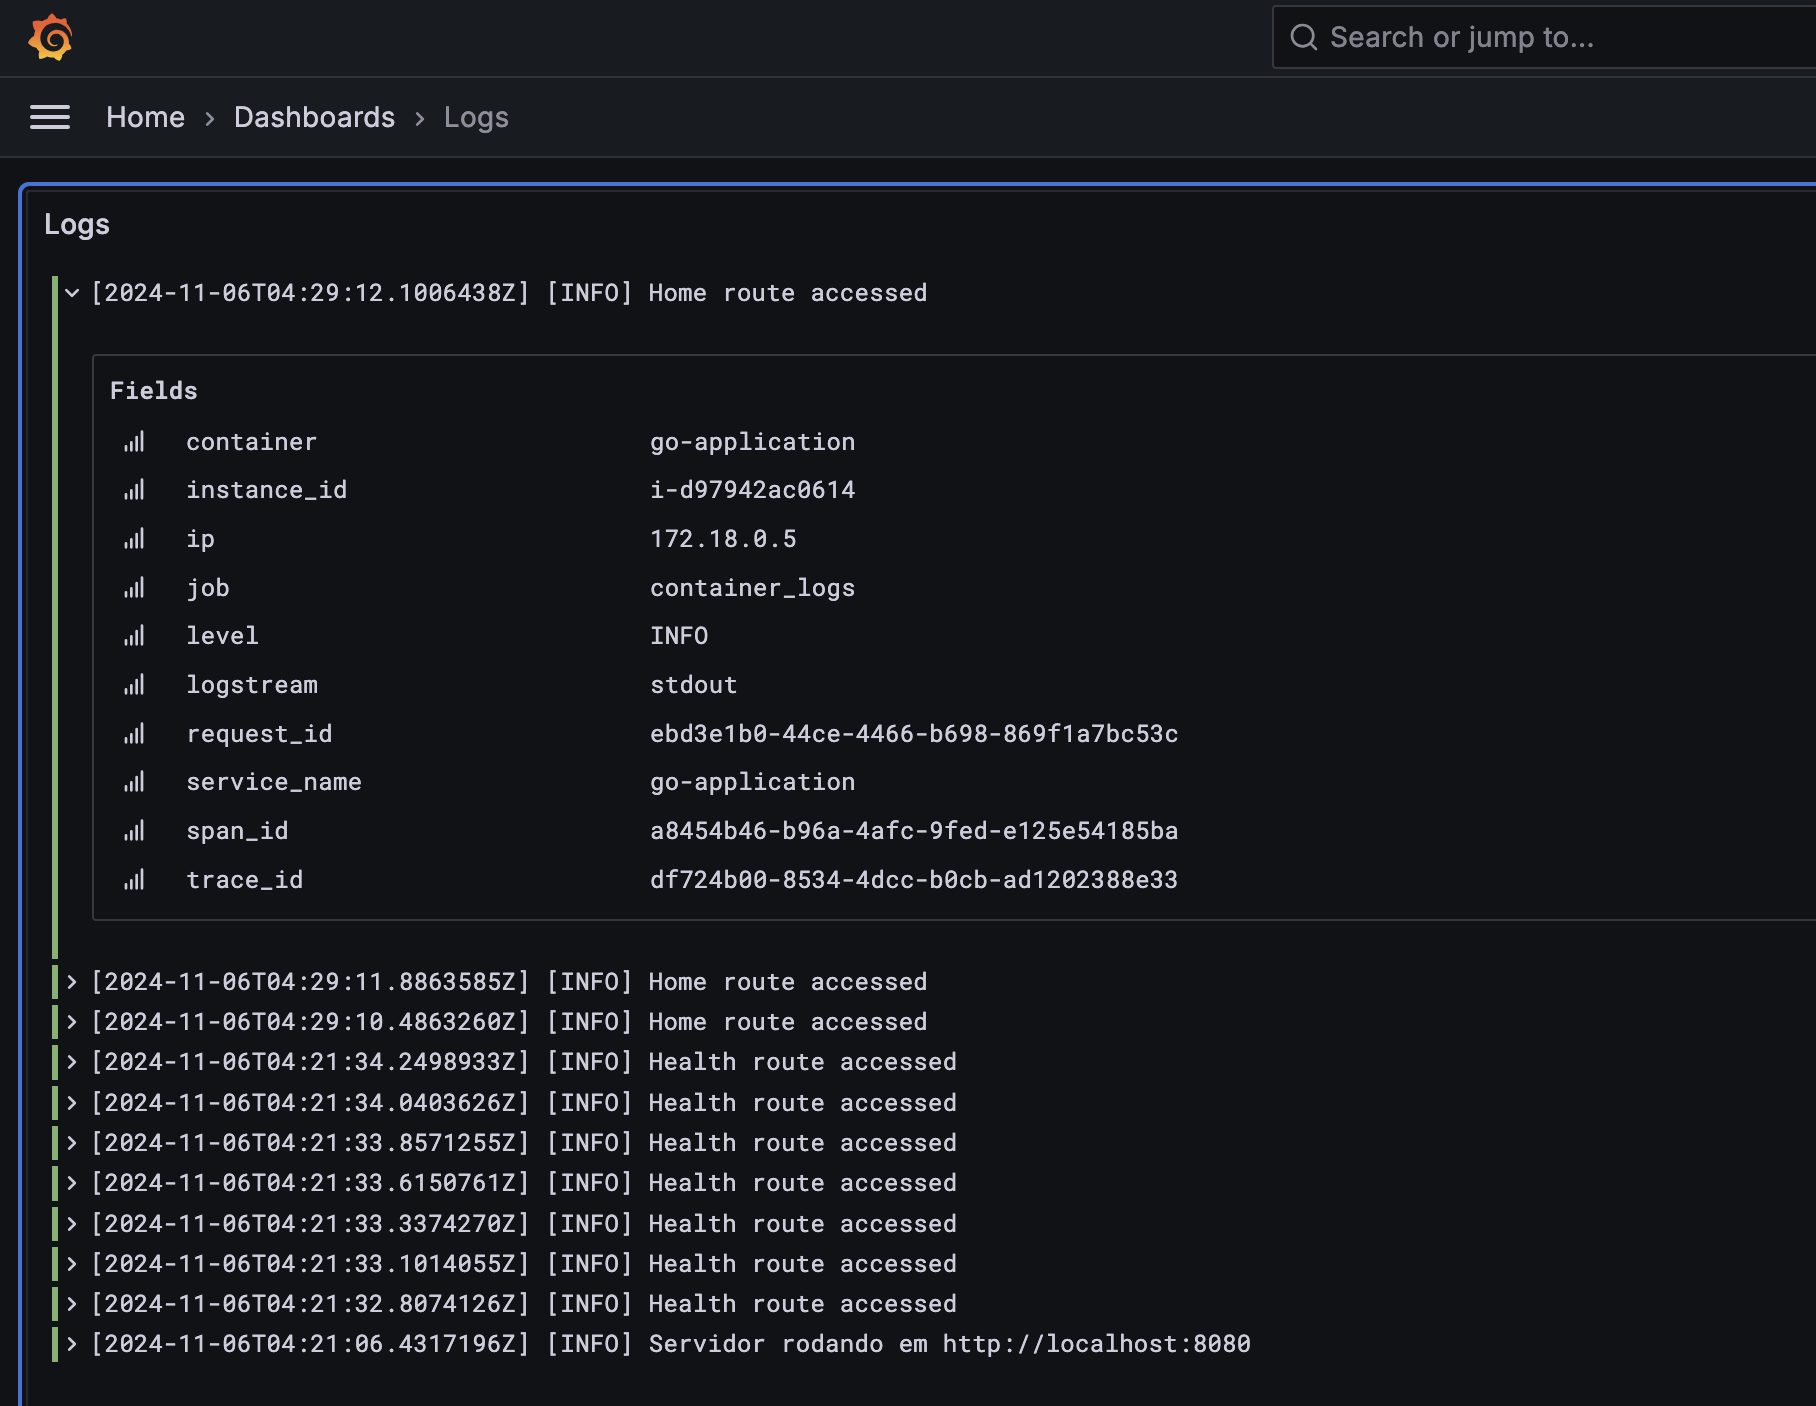 Search or jump to...
Home > Dashboards > Logs
Logs
[2024-11-06T04:29:12.1006438Z] [INFO] Home route accessed
Fields
container go-application
instance_id i-d97942ac0614
ip 172.18.0.5
job container_logs
level INFO
logstream stdout
request_id ebd3e1b0-44ce-4466-b698-869f1a7bc53c
service_name go-application
span_id a8454b46-b96a-4afc-9fed-e125e54185ba
trace_id df724b00-8534-4dcc-b0cb-ad1202388e33
[2024-11-06T04:29:11.8863585Z] [INFO] Home route accessed
[2024-11-06T04:29:10.4863260Z] [INFO] Home route accessed
[2024-11-06T04:21:34.2498933Z] [INFO] Health route accessed
[2024-11-06T04:21:34.0403626Z] [INFO] Health route accessed
[2024-11-06T04:21:33.8571255Z] [INFO] Health route accessed
[2024-11-06T04:21:33.6150761Z] [INFO] Health route accessed
[2024-11-06T04:21:33.3374270Z] [INFO] Health route accessed
[2024-11-06T04:21:33.1014055Z] [INFO] Health route accessed
[2024-11-06T04:21:32.8074126Z] [INFO] Health route accessed
[2024-11-06T04:21:06.4317196Z] [INFO] Servidor rodando em http://localhost:8080